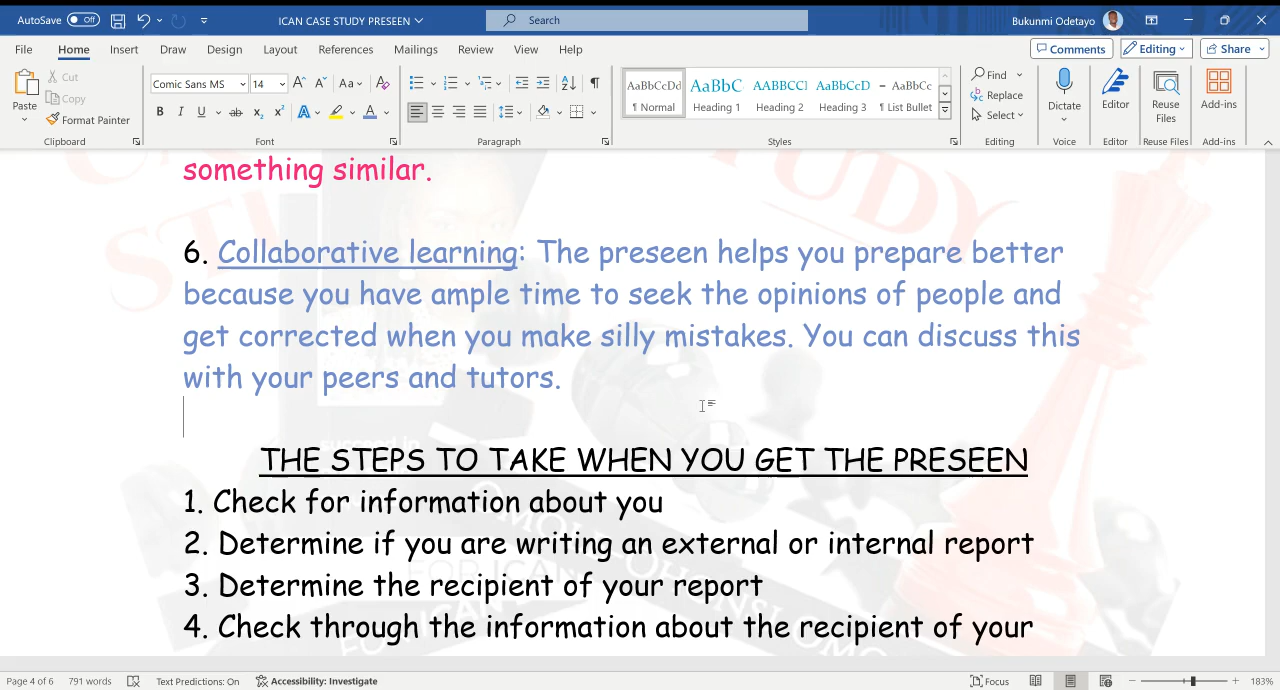 AutoSave Off ICAN CASE STUDY PRESEEN Search Bukunmi Odetayo
File Home Insert Draw Design Layout References Mailings Review View Help Comments Editing Share
Paste Cut Copy Format Painter Clipboard
Comic Sans MS 14 Font
Paragraph
AaBbCcDd AaBbC AABBCCI AaBbCcD AaBbCc
¶ Normal Heading 1 Heading 2 Heading 3 ¶ List Bullet
Styles
Find Replace Select Editing
Dictate Voice
Editor Editor
Reuse Files Reuse Files
Add-ins Add-ins
something similar.
6. Collaborative learning: The preseen helps you prepare better
because you have ample time to seek the opinions of people and
get corrected when you make silly mistakes. You can discuss this
with your peers and tutors.
THE STEPS TO TAKE WHEN YOU GET THE PRESEEN
1. Check for information about you
2. Determine if you are writing an external or internal report
3. Determine the recipient of your report
4. Check through the information about the recipient of your
Page 4 of 6 791 words Text Predictions: On Accessibility: Investigate Focus 183%